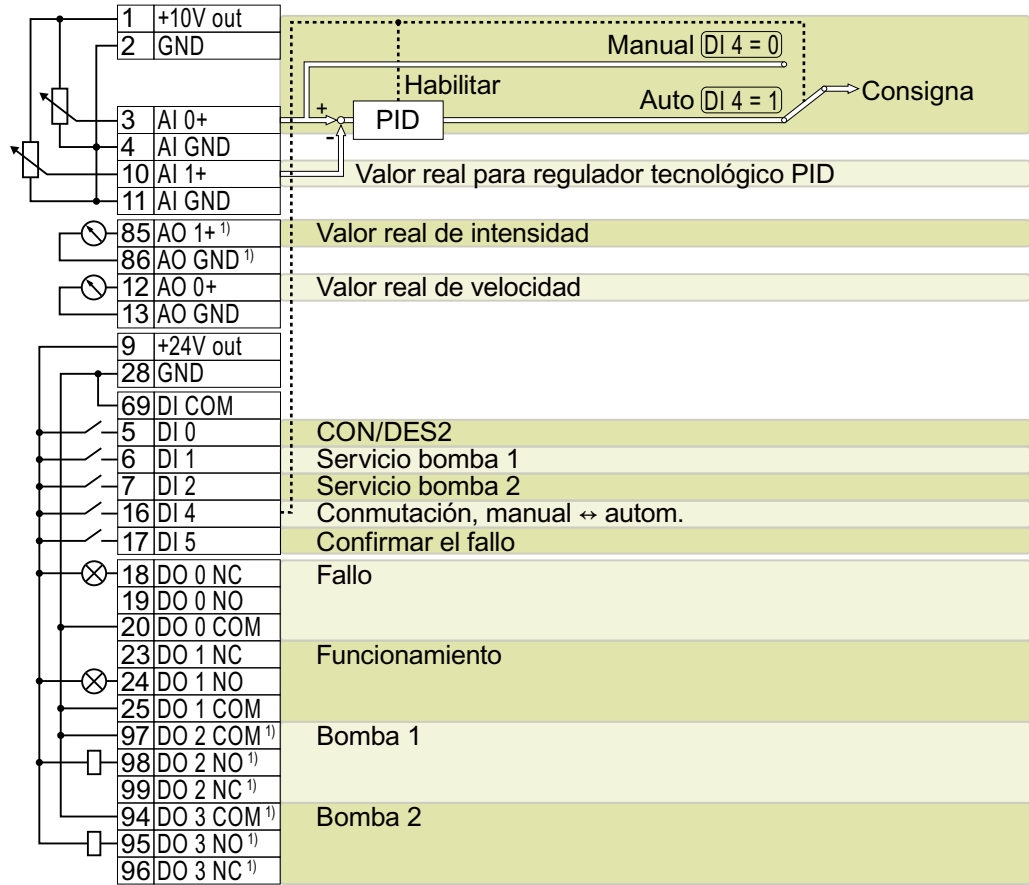 1 +10V out
2 GND
Manual DI 4 = 0
Habilitar
Auto DI 4 = 1
Consigna
+
3 AI 0+
PID
-
4 AI GND
10 AI 1+ Valor real para regulador tecnológico PID
11 AI GND
85 AO 1+ 1) Valor real de intensidad
86 AO GND 1)
12 AO 0+ Valor real de velocidad
13 AO GND
9 +24V out
28 GND
69 DI COM
5 DI 0 CON/DES2
6 DI 1 Servicio bomba 1
7 DI 2 Servicio bomba 2
16 DI 4 Conmutación, manual ↔ autom.
17 DI 5 Confirmar el fallo
18 DO 0 NC Fallo
19 DO 0 NO
20 DO 0 COM
23 DO 1 NC Funcionamiento
24 DO 1 NO
25 DO 1 COM
97 DO 2 COM 1) Bomba 1
98 DO 2 NO 1)
99 DO 2 NC 1)
94 DO 3 COM 1) Bomba 2
95 DO 3 NO 1)
96 DO 3 NC 1)